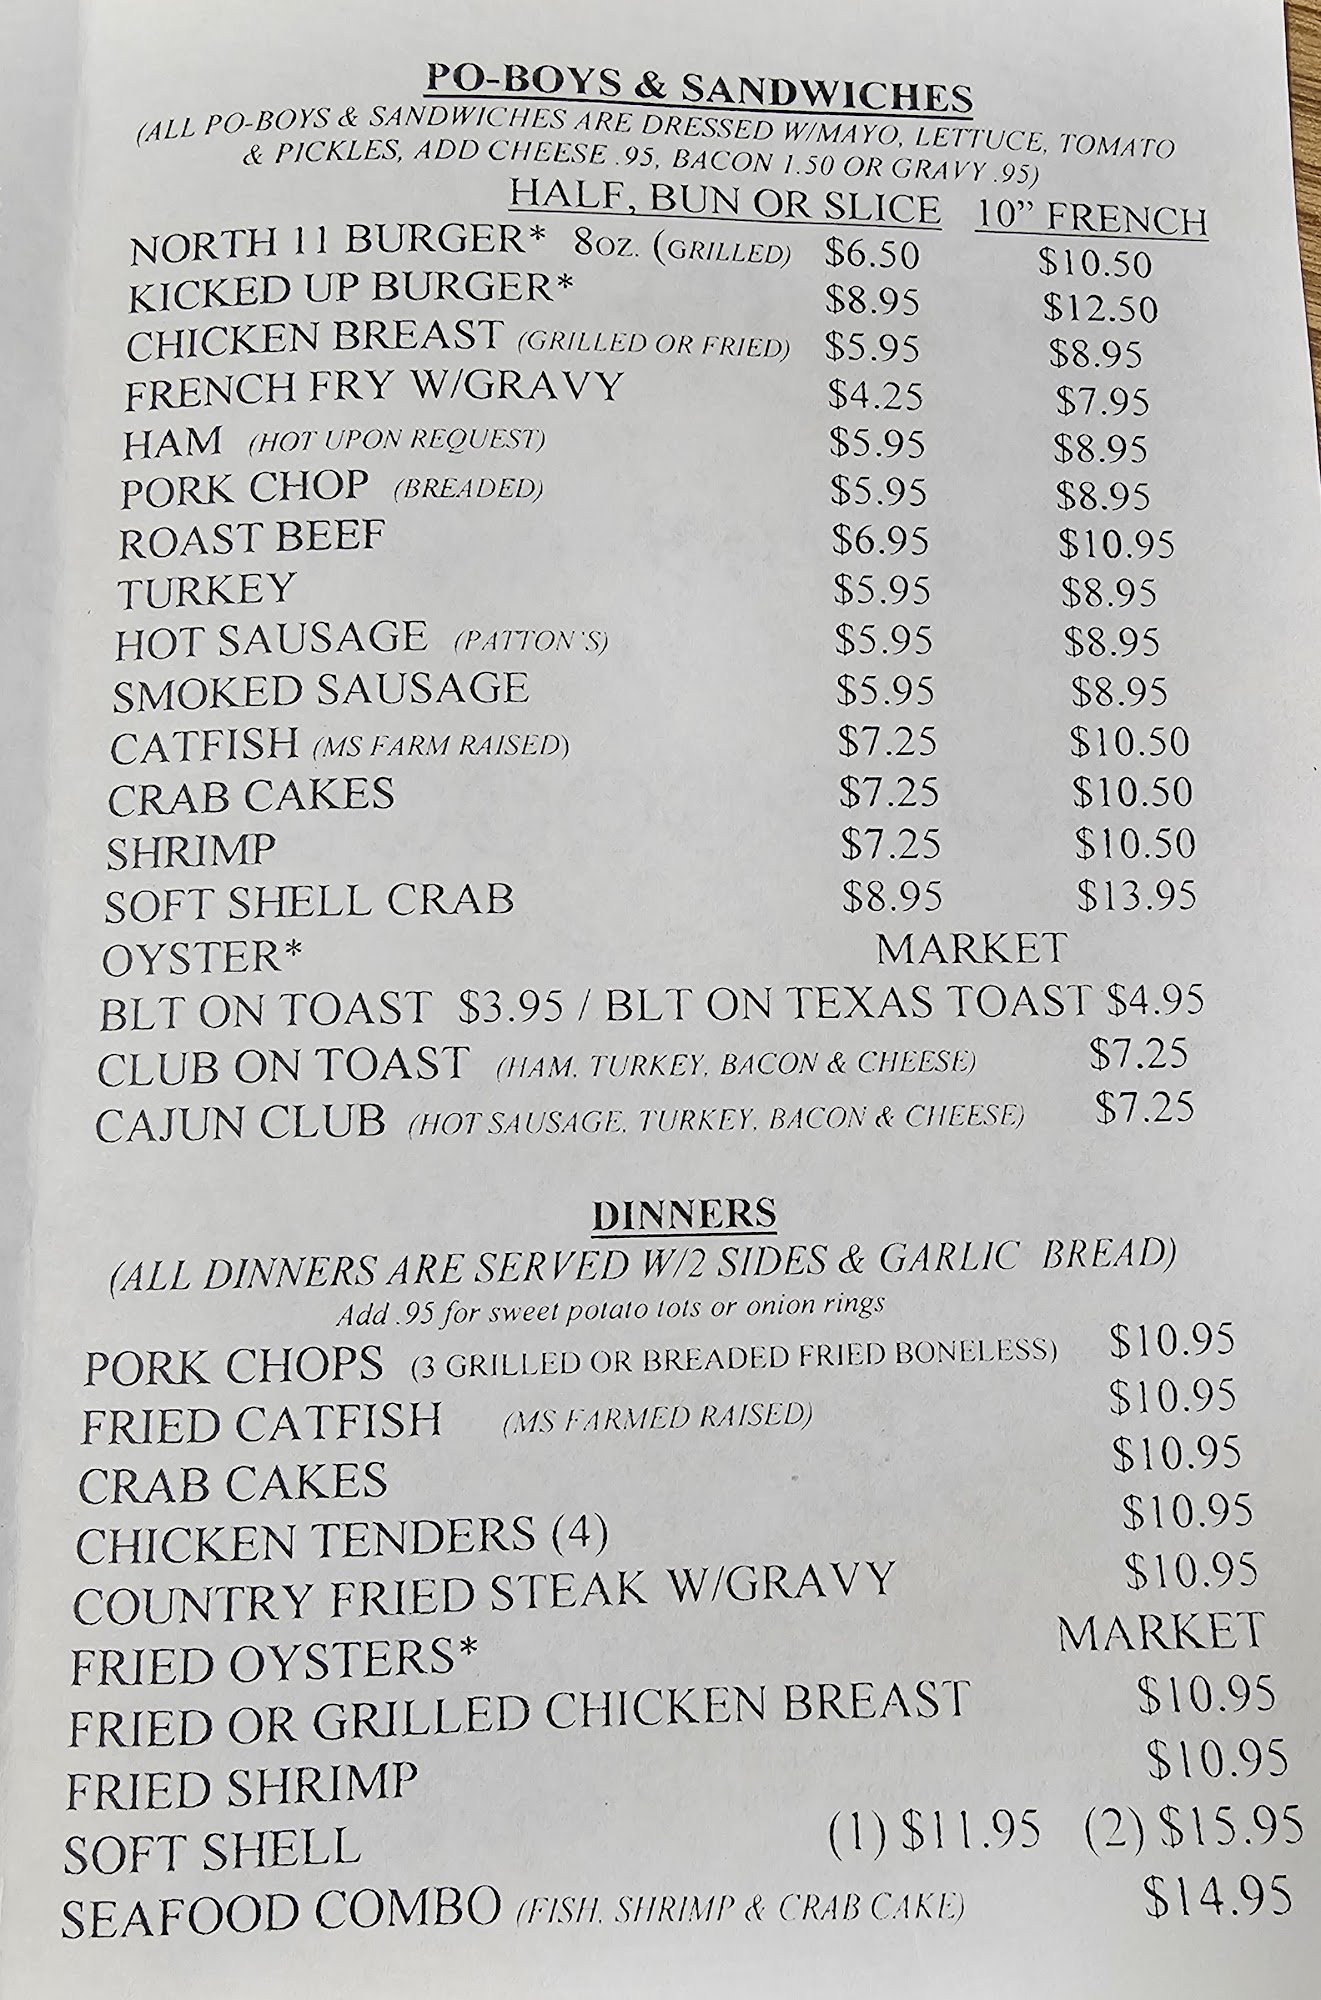 PO-BOYS & SANDWICHES
(ALL PO-BOYS & SANDWICHES ARE DRESSED W/MAYO, LETTUCE, TOMATO
& PICKLES, ADD CHEESE .95, BACON 1.50 OR GRAVY .95)
HALF, BUN OR SLICE 10” FRENCH
NORTH 11 BURGER* 8OZ. (GRILLED) $6.50 $10.50
KICKED UP BURGER* $8.95 $12.50
CHICKEN BREAST (GRILLED OR FRIED) $5.95 $8.95
FRENCH FRY W/GRAVY $4.25 $7.95
HAM (HOT UPON REQUEST) $5.95 $8.95
PORK CHOP (BREADED) $5.95 $8.95
ROAST BEEF $6.95 $10.95
TURKEY $5.95 $8.95
HOT SAUSAGE (PATTON'S) $5.95 $8.95
SMOKED SAUSAGE $5.95 $8.95
CATFISH (MS FARM RAISED) $7.25 $10.50
CRAB CAKES $7.25 $10.50
SHRIMP $7.25 $10.50
SOFT SHELL CRAB $8.95 $13.95
OYSTER* MARKET
BLT ON TOAST $3.95 / BLT ON TEXAS TOAST $4.95
CLUB ON TOAST (HAM, TURKEY, BACON & CHEESE) $7.25
CAJUN CLUB (HOT SAUSAGE, TURKEY, BACON & CHEESE) $7.25
DINNERS
(ALL DINNERS ARE SERVED W/2 SIDES & GARLIC BREAD)
Add .95 for sweet potato tots or onion rings
PORK CHOPS (3 GRILLED OR BREADED FRIED BONELESS) $10.95
FRIED CATFISH (MS FARMED RAISED) $10.95
CRAB CAKES $10.95
CHICKEN TENDERS (4) $10.95
COUNTRY FRIED STEAK W/GRAVY $10.95
FRIED OYSTERS* MARKET
FRIED OR GRILLED CHICKEN BREAST $10.95
FRIED SHRIMP $10.95
SOFT SHELL (1) $11.95 (2) $15.95
SEAFOOD COMBO (FISH, SHRIMP & CRAB CAKE) $14.95